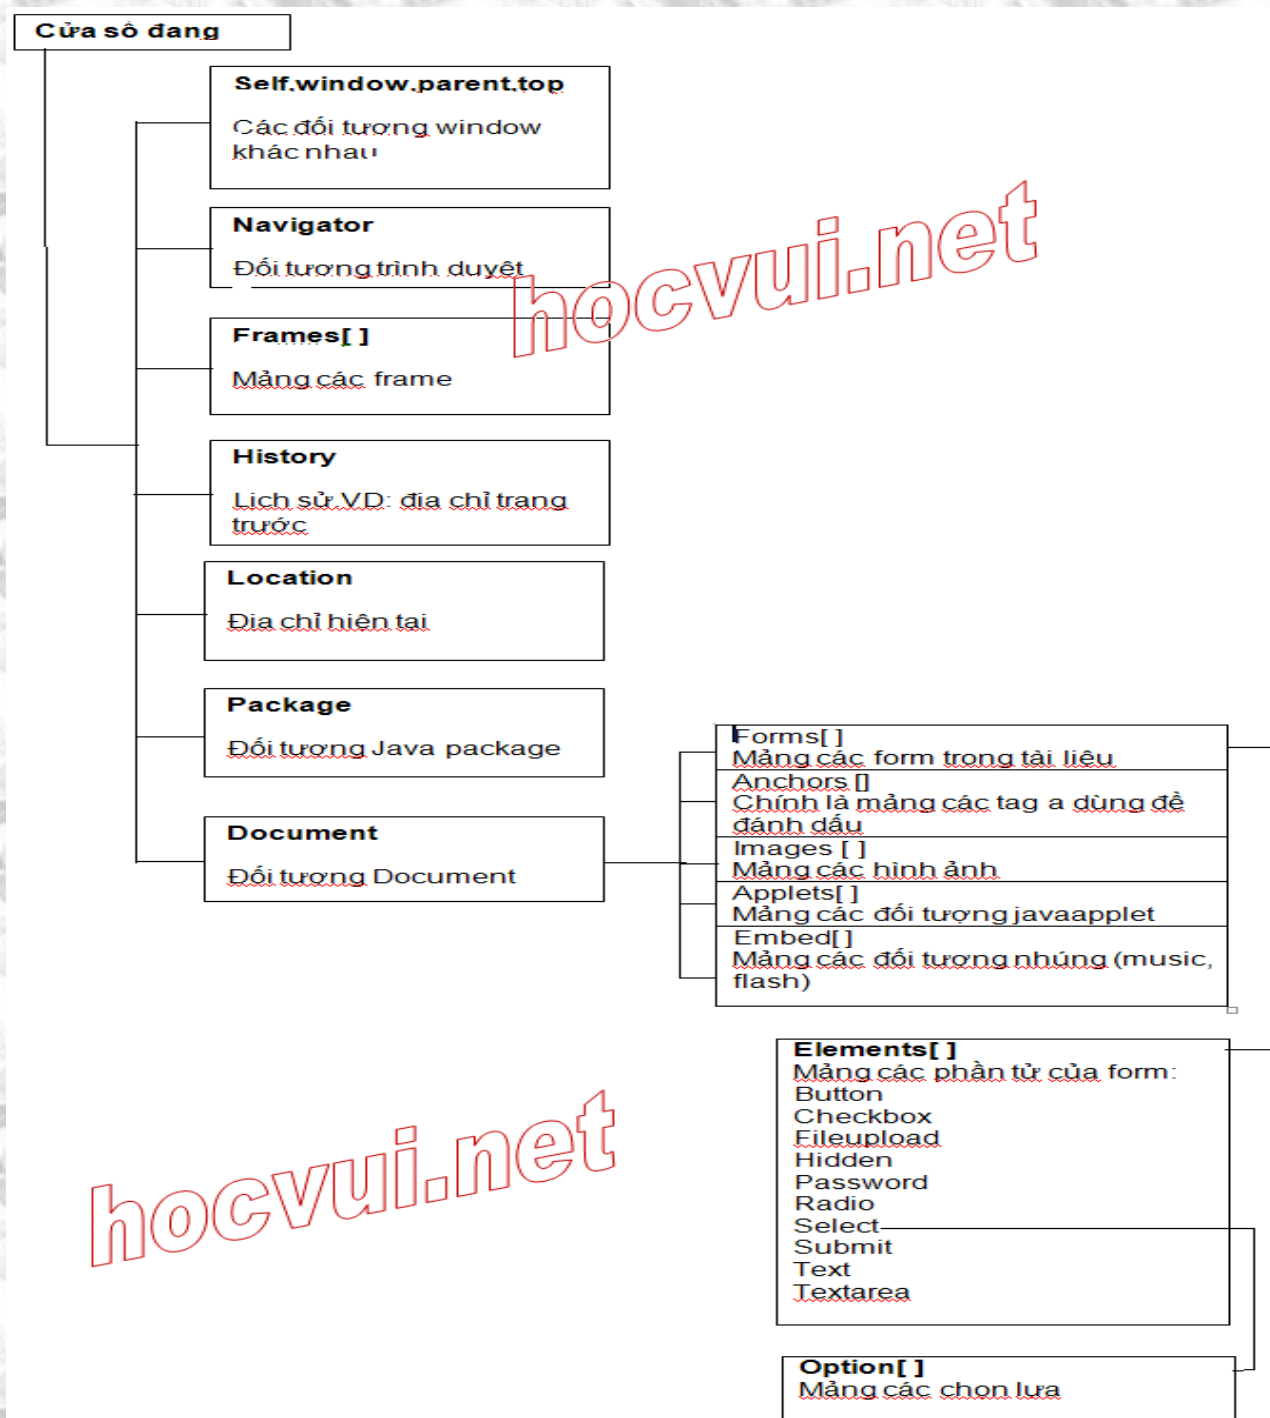 Cửa sổ đang
Self,window,parent,top
Các đối tượng window
khác nhau
Navigator
Đối tượng trình duyệt
Frames[ ]
Mảng các frame
History
Lịch sử.VD: địa chỉ trang
trước
Location
Địa chỉ hiện tại
Package
Đối tượng Java package
Document
Đối tượng Document
Forms[ ]
Mảng các form trong tài liệu
Anchors []
Chính là mảng các tag a dùng để
đánh dấu
Images [ ]
Mảng các hình ảnh
Applets[ ]
Mảng các đối tượng javaapplet
Embed[ ]
Mảng các đối tượng nhúng (music,
flash)
Elements[ ]
Mảng các phần tử của form:
Button
Checkbox
Fileupload
Hidden
Password
Radio
Select
Submit
Text
Textarea
Option[ ]
Mảng các chọn lựa
hocvui.net
hocvui.net